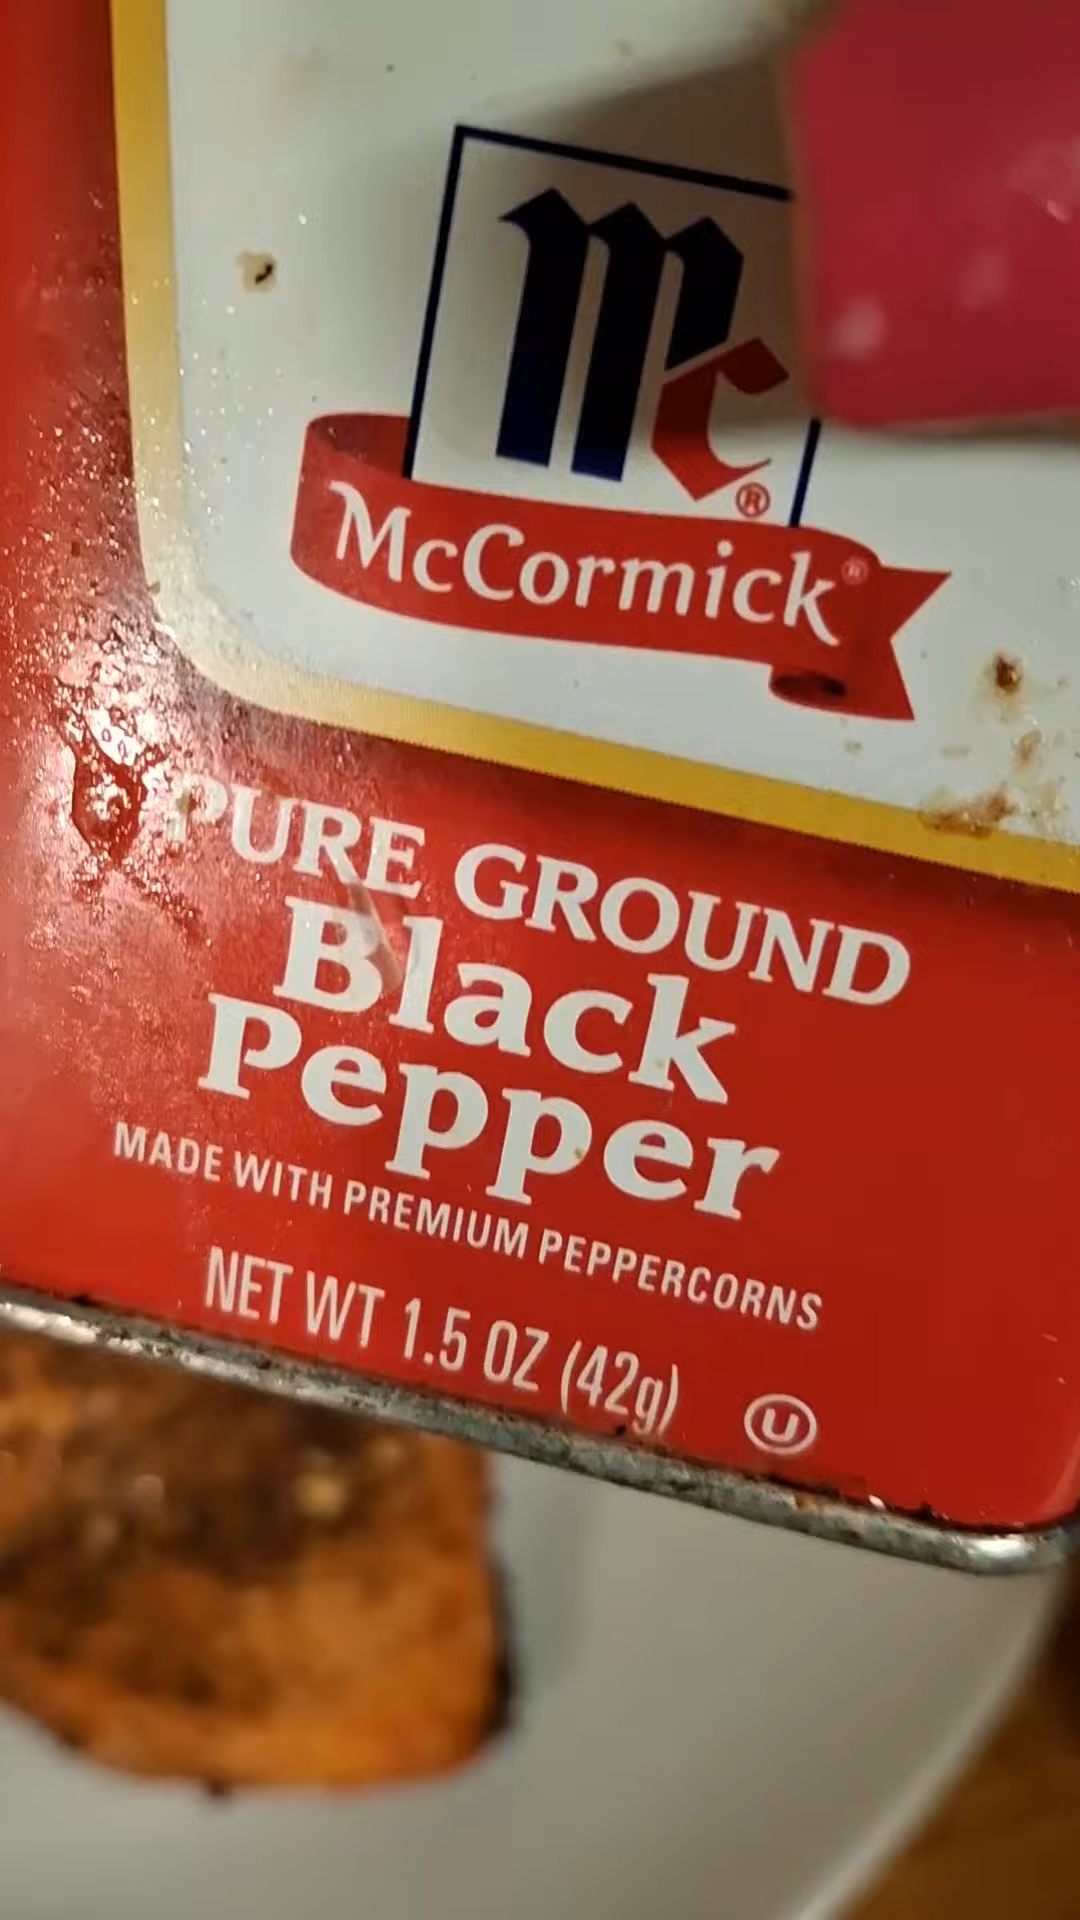 Mc®
McCormick®
PURE GROUND
Black
Pepper
MADE WITH PREMIUM PEPPERCORNS
NET WT 1.5 OZ (42g) U